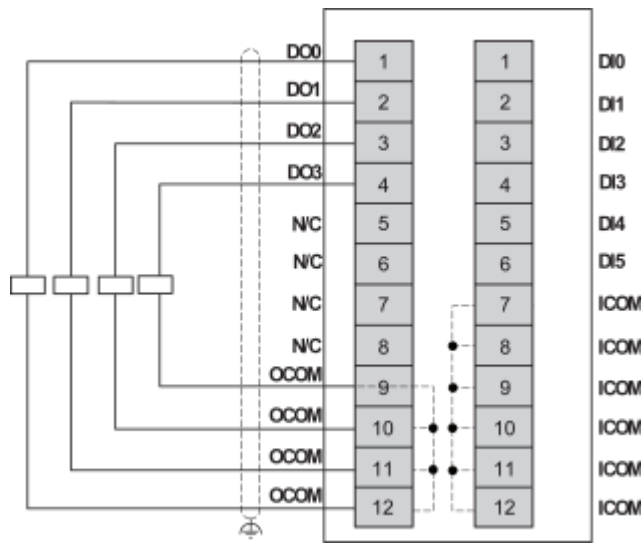 DO0 1 1 DI0
DO1 2 2 DI1
DO2 3 3 DI2
DO3 4 4 DI3
N/C 5 5 DI4
N/C 6 6 DI5
N/C 7 7 ICOM
N/C 8 8 ICOM
OCOM 9 9 ICOM
OCOM 10 10 ICOM
OCOM 11 11 ICOM
OCOM 12 12 ICOM